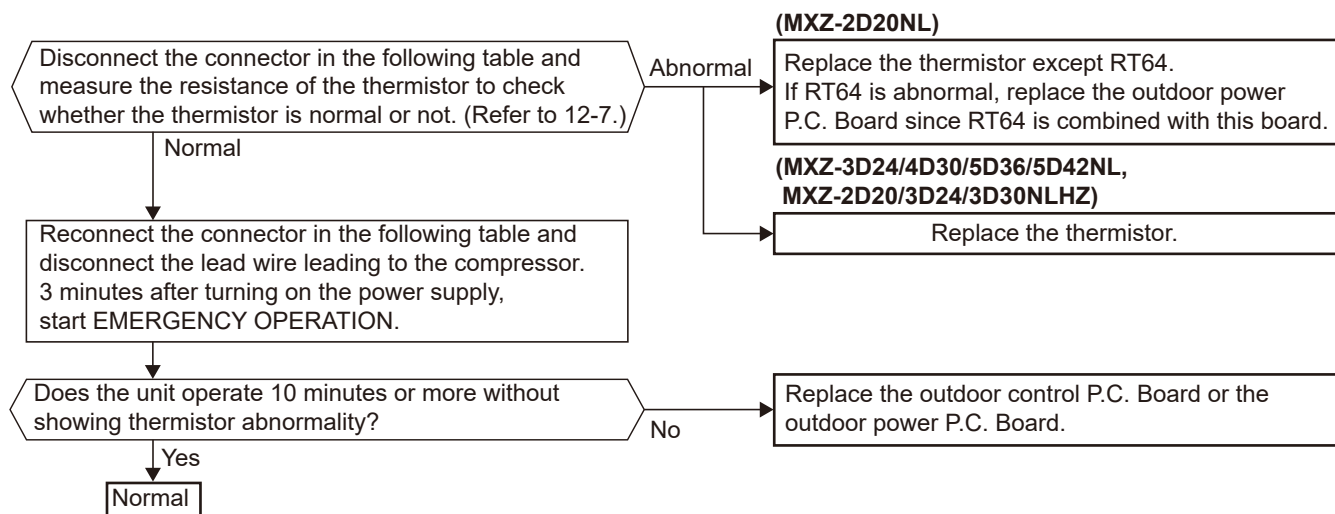 Disconnect the connector in the following table and
measure the resistance of the thermistor to check
whether the thermistor is normal or not. (Refer to 12-7.)
Abnormal
(MXZ-2D20NL)
Replace the thermistor except RT64.
If RT64 is abnormal, replace the outdoor power
P.C. Board since RT64 is combined with this board.
(MXZ-3D24/4D30/5D36/5D42NL,
MXZ-2D20/3D24/3D30NLHZ)
Replace the thermistor.
Normal
Reconnect the connector in the following table and
disconnect the lead wire leading to the compressor.
3 minutes after turning on the power supply,
start EMERGENCY OPERATION.
Does the unit operate 10 minutes or more without
showing thermistor abnormality?
No
Replace the outdoor control P.C. Board or the
outdoor power P.C. Board.
Yes
Normal